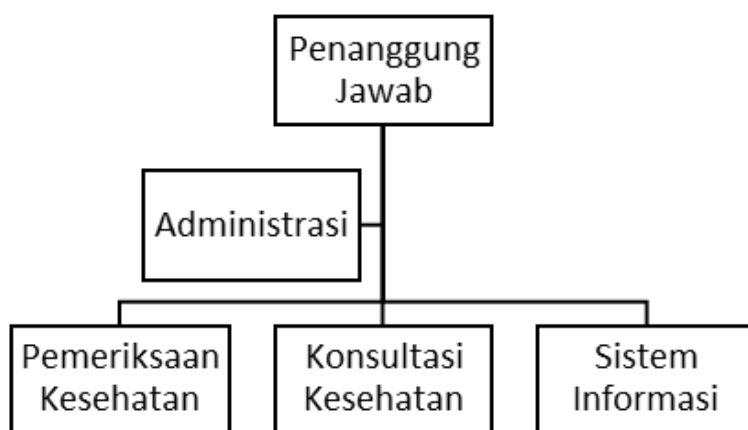 Penanggung
Jawab
Administrasi
Pemeriksaan
Kesehatan
Konsultasi
Kesehatan
Sistem
Informasi